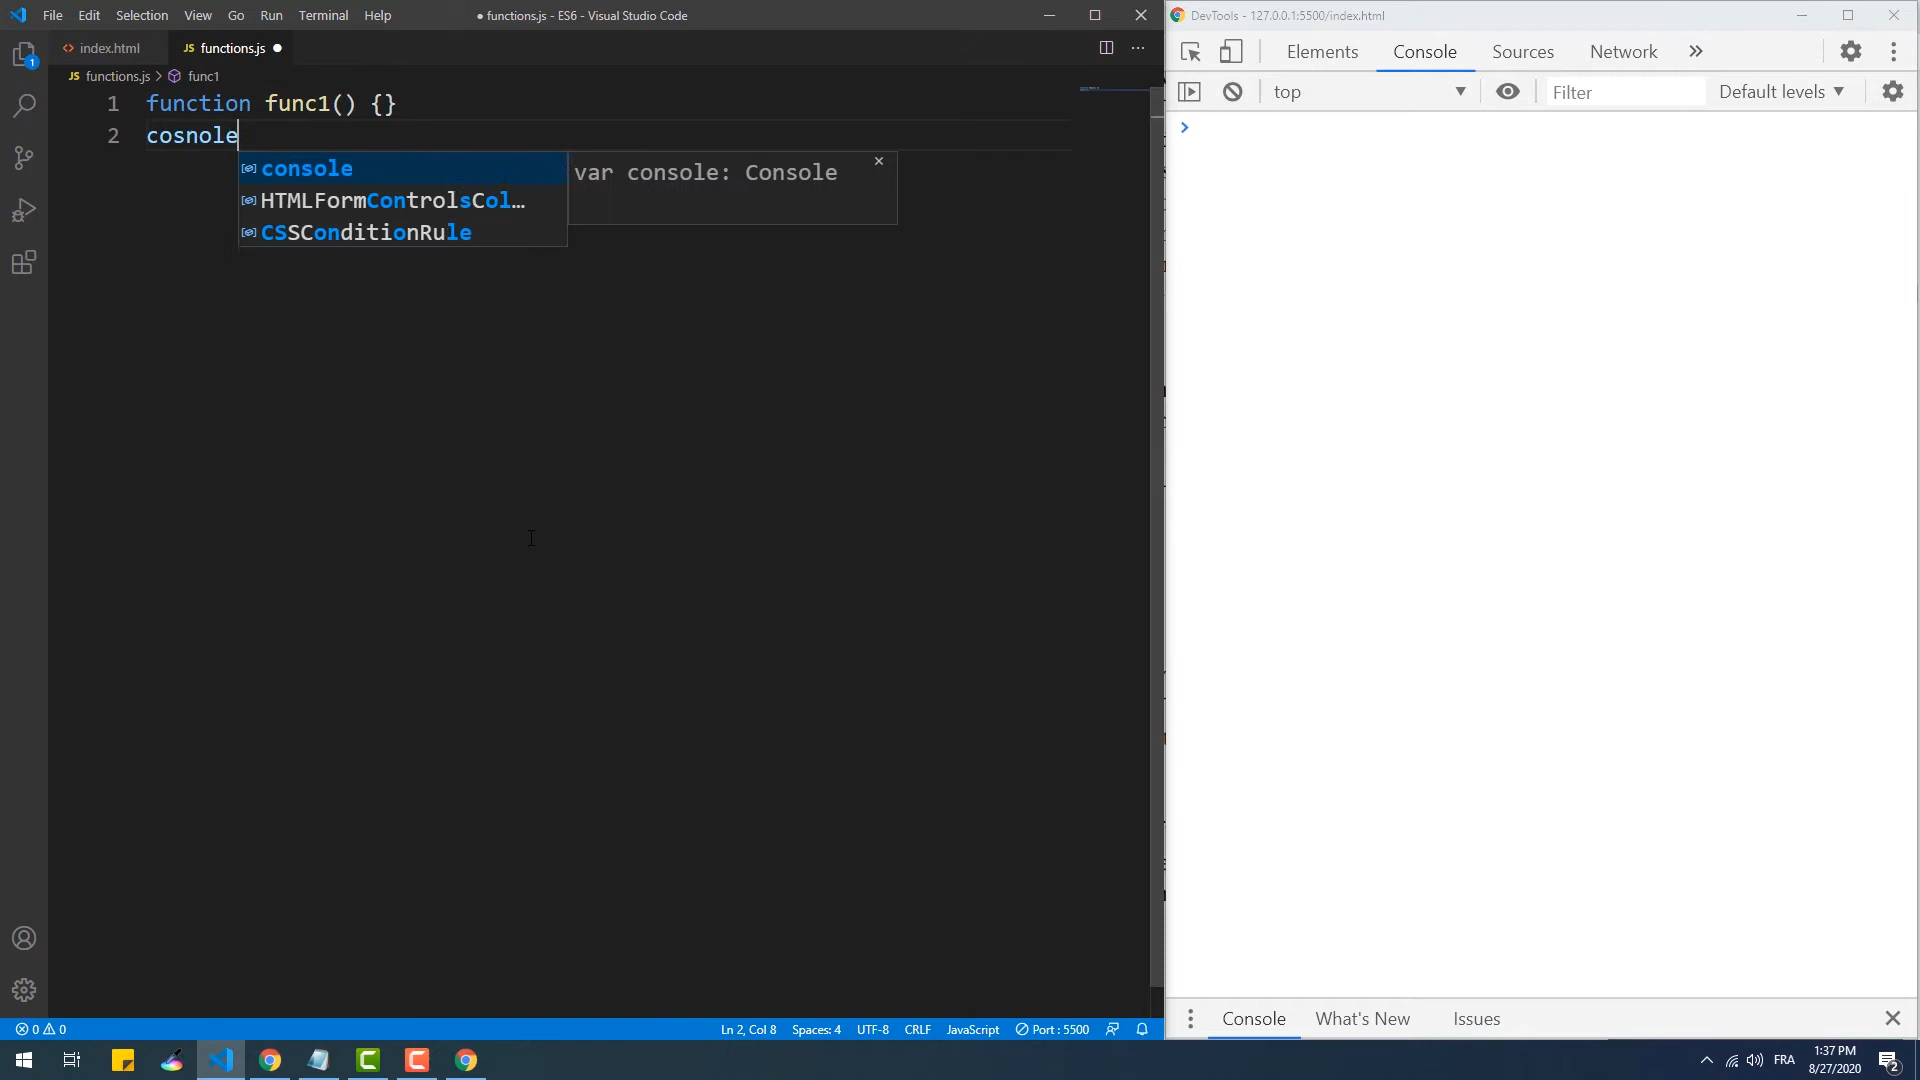 File Edit Selection View Go Run Terminal Help
● functions.js - ES6 - Visual Studio Code
DevTools - 127.0.0.1:5500/index.html
<> index.html
JS functions.js ●
Elements Console Sources Network »
JS functions.js > func1
top Filter Default levels
1 function func1() {}
2 cosnole
>
console
var console: Console
HTMLFormControlsCol…
CSSConditionRule
1
0 0
Ln 2, Col 8 Spaces: 4 UTF-8 CRLF JavaScript Port : 5500
Console What's New Issues
FRA
1:37 PM
8/27/2020
2